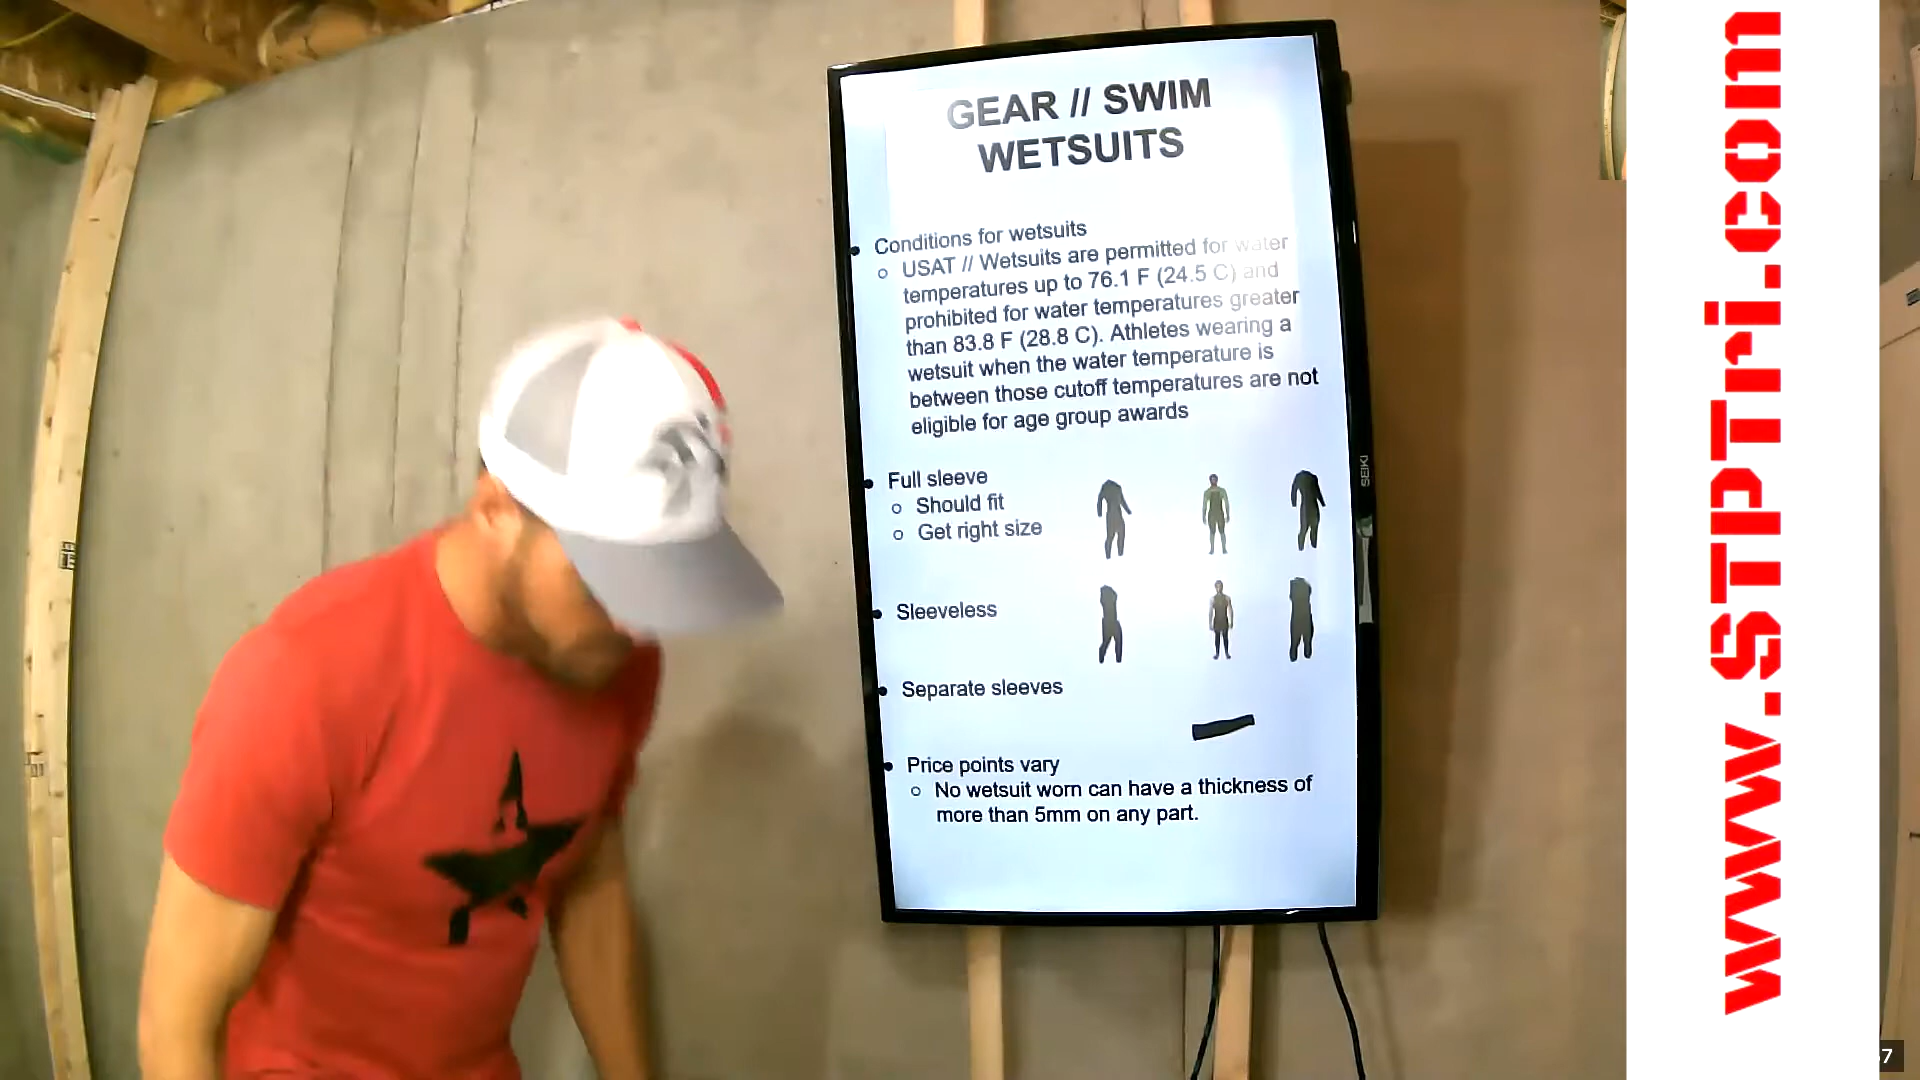 GEAR // SWIM
WETSUITS
Conditions for wetsuits
USAT // Wetsuits are permitted for water
temperatures up to 76.1 F (24.5 C) and
prohibited for water temperatures greater
than 83.8 F (28.8 C). Athletes wearing a
wetsuit when the water temperature is
between those cutoff temperatures are not
eligible for age group awards
Full sleeve
Should fit
Get right size
Sleeveless
Separate sleeves
Price points vary
No wetsuit worn can have a thickness of
more than 5mm on any part.
SEIKI
www.STPTri.com